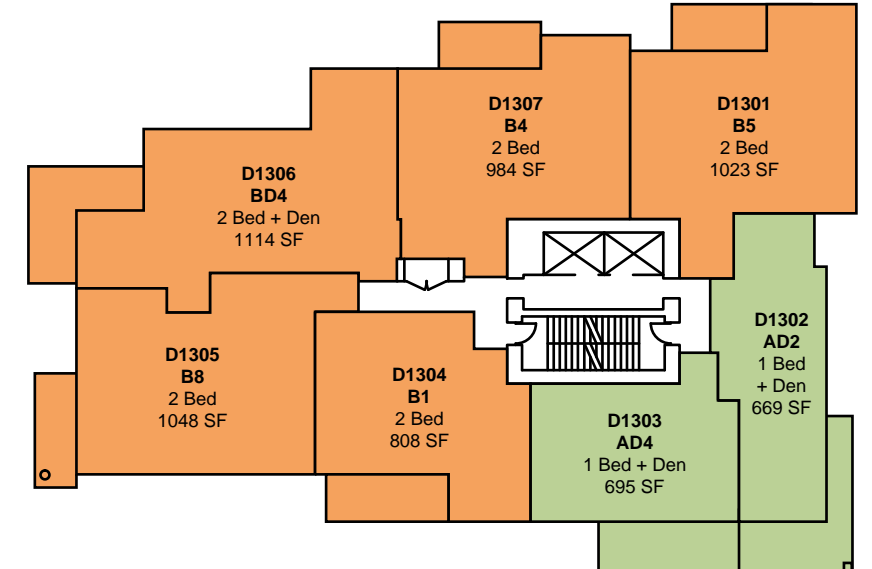 D1307
B4
2 Bed
984 SF
D1301
B5
2 Bed
1023 SF
D1306
BD4
2 Bed + Den
1114 SF
D1302
AD2
1 Bed
+ Den
669 SF
D1305
B8
2 Bed
1048 SF
D1304
B1
2 Bed
808 SF
D1303
AD4
1 Bed + Den
695 SF